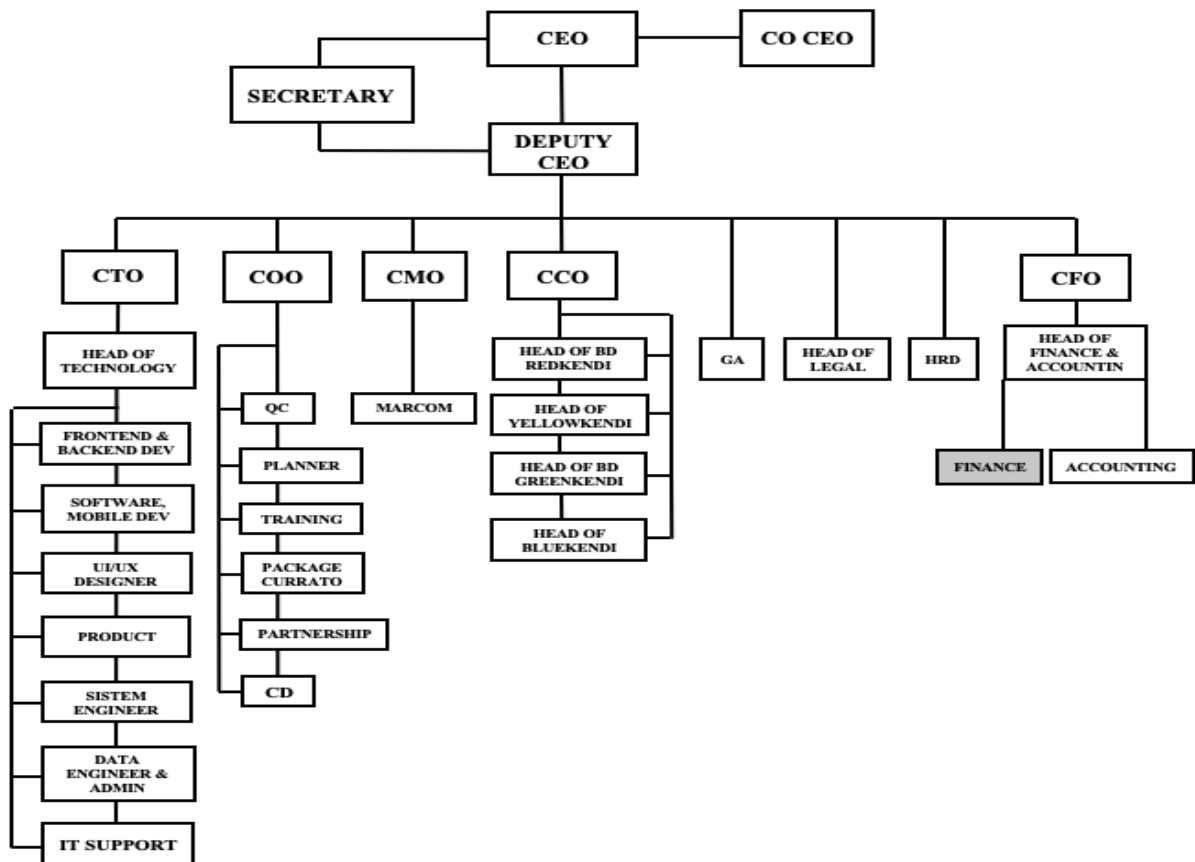 CEO
CO CEO
SECRETARY
DEPUTY
CEO
CTO
COO
CMO
CCO
CFO
HEAD OF
TECHNOLOGY
HEAD OF BD
REDKENDI
GA
HEAD OF
LEGAL
HRD
HEAD OF
FINANCE &
ACCOUNTIN
QC
MARCOM
HEAD OF
YELLOWKENDI
FRONTEND &
BACKEND DEV
PLANNER
HEAD OF BD
GREENKENDI
FINANCE
ACCOUNTING
SOFTWARE,
MOBILE DEV
TRAINING
HEAD OF
BLUEKENDI
UI/UX
DESIGNER
PACKAGE
CURRATO
PRODUCT
PARTNERSHIP
SISTEM
ENGINEER
CD
DATA
ENGINEER &
ADMIN
IT SUPPORT